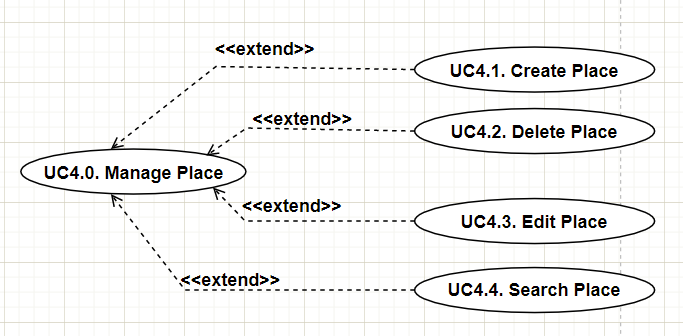 <<extend>>
UC4.1. Create Place
<<extend>>
UC4.2. Delete Place
UC4.0. Manage Place
<<extend>>
UC4.3. Edit Place
<<extend>>
UC4.4. Search Place